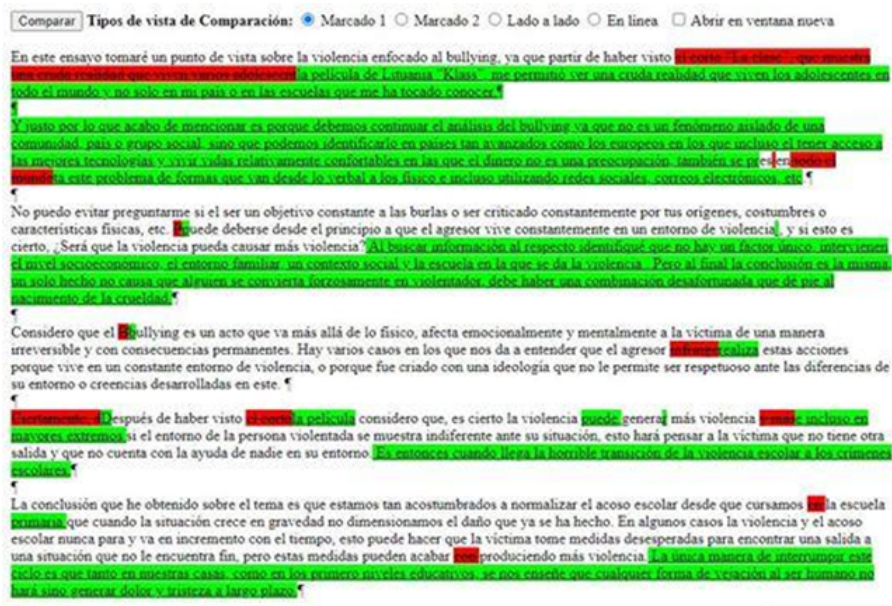 Comparar Tipos de vista de Comparación: Marcado 1 Marcado 2 Lado a lado En linea Abrir en ventana nueva
En este ensayo tomaré un punto de vista sobre la violencia enfocado al bullying, ya que partir de haber visto el corto "La clase", que muestra
una cruda realidad que viven varios adolescent la película de Lituania "Klass", me permitió ver una cruda realidad que viven los adolescentes en
todo el mundo y no solo en mi país o en las escuelas que me ha tocado conocer.¶
¶
Y justo por lo que acabo de mencionar es porque debemos continuar el análisis del bullying ya que no es un fenómeno aislado de una
comunidad, país o grupo social, sino que podemos identificarlo en países tan avanzados como los europeos en los que incluso el tener acceso a
las mejores tecnologías y vivir vidas relativamente confortables en las que el dinero no es una preocupación, también se pres en todo el
mundo ta este problema de formas que van desde lo verbal a los físico e incluso utilizando redes sociales, correos electrónicos, etc.¶
¶
No puedo evitar preguntarme si el ser un objetivo constante a las burlas o ser criticado constantemente por tus orígenes, costumbres o
características físicas, etc. Ppuede deberse desde el principio a que el agresor vive constantemente en un entorno de violencia, y si esto es
cierto, ¿Será que la violencia pueda causar más violencia? Al buscar información al respecto identifiqué que no hay un factor único, intervienen
el nivel socioeconómico, el entorno familiar, un contexto social y la escuela en la que se da la violencia. Pero al final la conclusión es la misma,
un solo hecho no causa que alguien se convierta forzosamente en violentador, debe haber una combinación desafortunada que dé pie al
nacimiento de la crueldad.¶
¶
Considero que el Bbullying es un acto que va más allá de lo físico, afecta emocionalmente y mentalmente a la víctima de una manera
irreversible y con consecuencias permanentes. Hay varios casos en los que nos da a entender que el agresor infringe realiza estas acciones
porque vive en un constante entorno de violencia, o porque fue criado con una ideología que no le permite ser respetuoso ante las diferencias de
su entorno o creencias desarrolladas en este. ¶
¶
Ciertamente, dDespués de haber visto el corto la película considero que, es cierto la violencia puede generar más violencia e incluso en
mayores extremos si el entorno de la persona violentada se muestra indiferente ante su situación, esto hará pensar a la víctima que no tiene otra
salida y que no cuenta con la ayuda de nadie en su entorno. Es entonces cuando llega la horrible transición de la violencia escolar a los crímenes
escolares.¶
¶
La conclusión que he obtenido sobre el tema es que estamos tan acostumbrados a normalizar el acoso escolar desde que cursamos en la escuela
primaria que cuando la situación crece en gravedad no dimensionamos el daño que ya se ha hecho. En algunos casos la violencia y el acoso
escolar nunca para y va en incremento con el tiempo, esto puede hacer que la víctima tome medidas desesperadas para encontrar una salida a
una situación que no le encuentra fin, pero estas medidas pueden acabar con produciendo más violencia. La única manera de interrumpir este
ciclo es que tanto en nuestras casas, como en los primero niveles educativos, se nos enseñe que cualquier forma de vejación al ser humano no
hará sino generar dolor y tristeza a largo plazo.¶